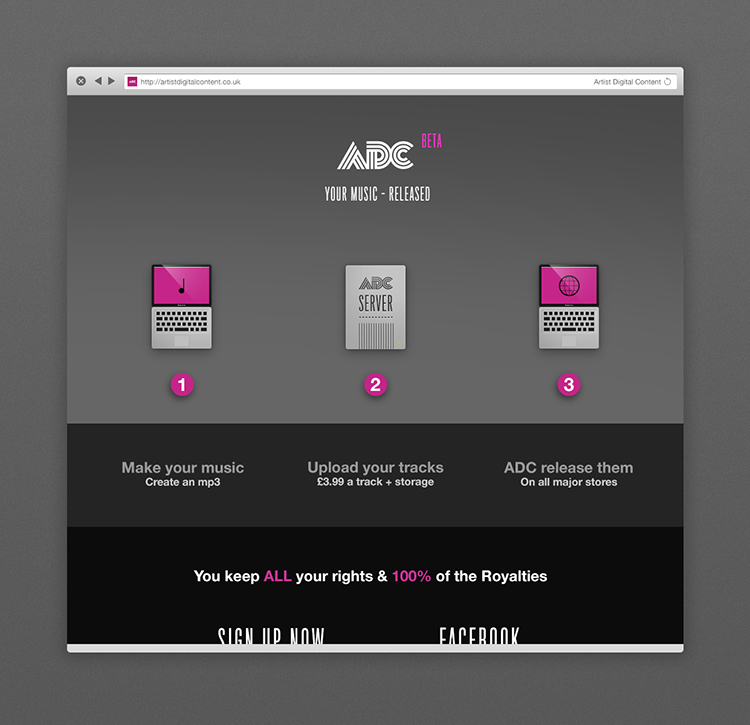 ADC
http://artistdigitalcontent.co.uk
Artist Digital Content
ADC BETA
YOUR MUSIC - RELEASED
ADC
SERVER
1
2
3
Make your music
Create an mp3
Upload your tracks
£3.99 a track + storage
ADC release them
On all major stores
You keep ALL your rights & 100% of the Royalties
SIGN UP NOW
FACEBOOK